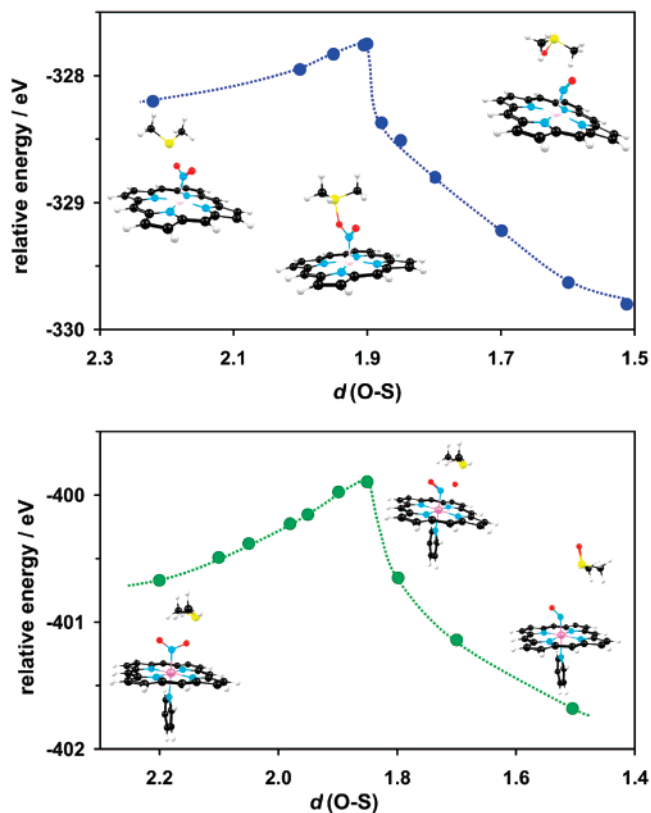 relative energy / eV
-328
-329
-330
2.3 2.1 1.9 1.7 1.5
d (O-S)
relative energy / eV
-400
-401
-402
2.2 2.0 1.8 1.6 1.4
d (O-S)